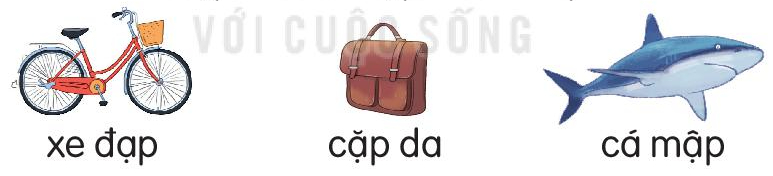 VỚI CUỘC SỐNG
xe đạp cặp da cá mập